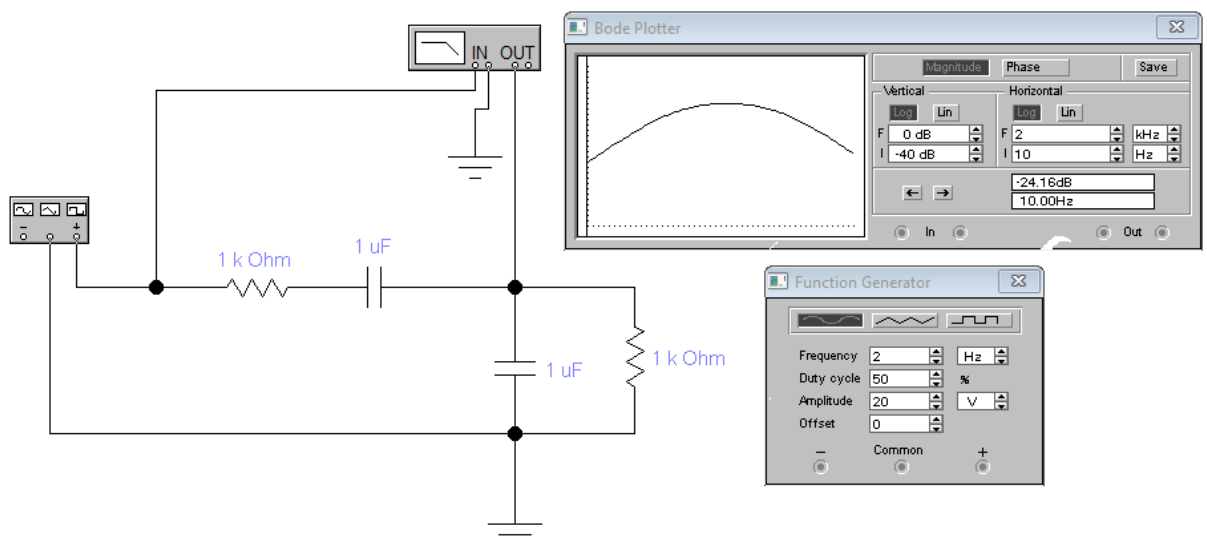 IN OUT
Bode Plotter
Magnitude Phase Save
Vertical Horizontal
Log Lin Log Lin
F 0 dB F 2 kHz
I -40 dB I 10 Hz
-24.16dB
10.00Hz
In Out
- +
1 k Ohm
1 uF
1 uF
1 k Ohm
Function Generator
Frequency 2 Hz
Duty cycle 50 %
Amplitude 20 V
Offset 0
- Common +